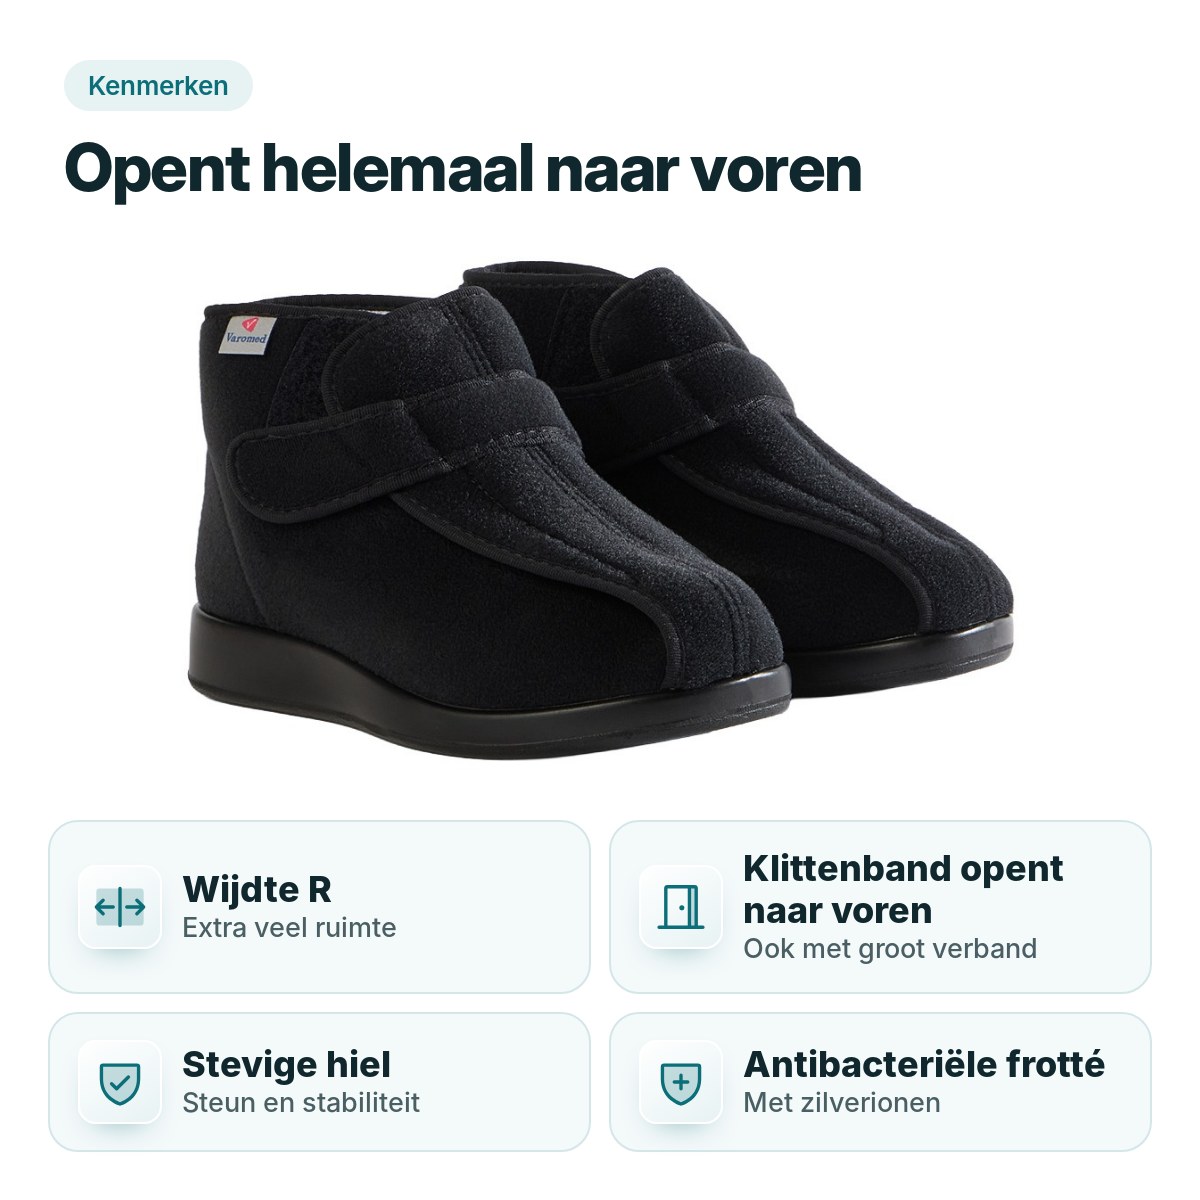 Kenmerken
Opent helemaal naar voren
Varomed
Wijdte R
Extra veel ruimte
Klittenband opent
naar voren
Ook met groot verband
Stevige hiel
Steun en stabiliteit
Antibacteriële frotté
Met zilverionen